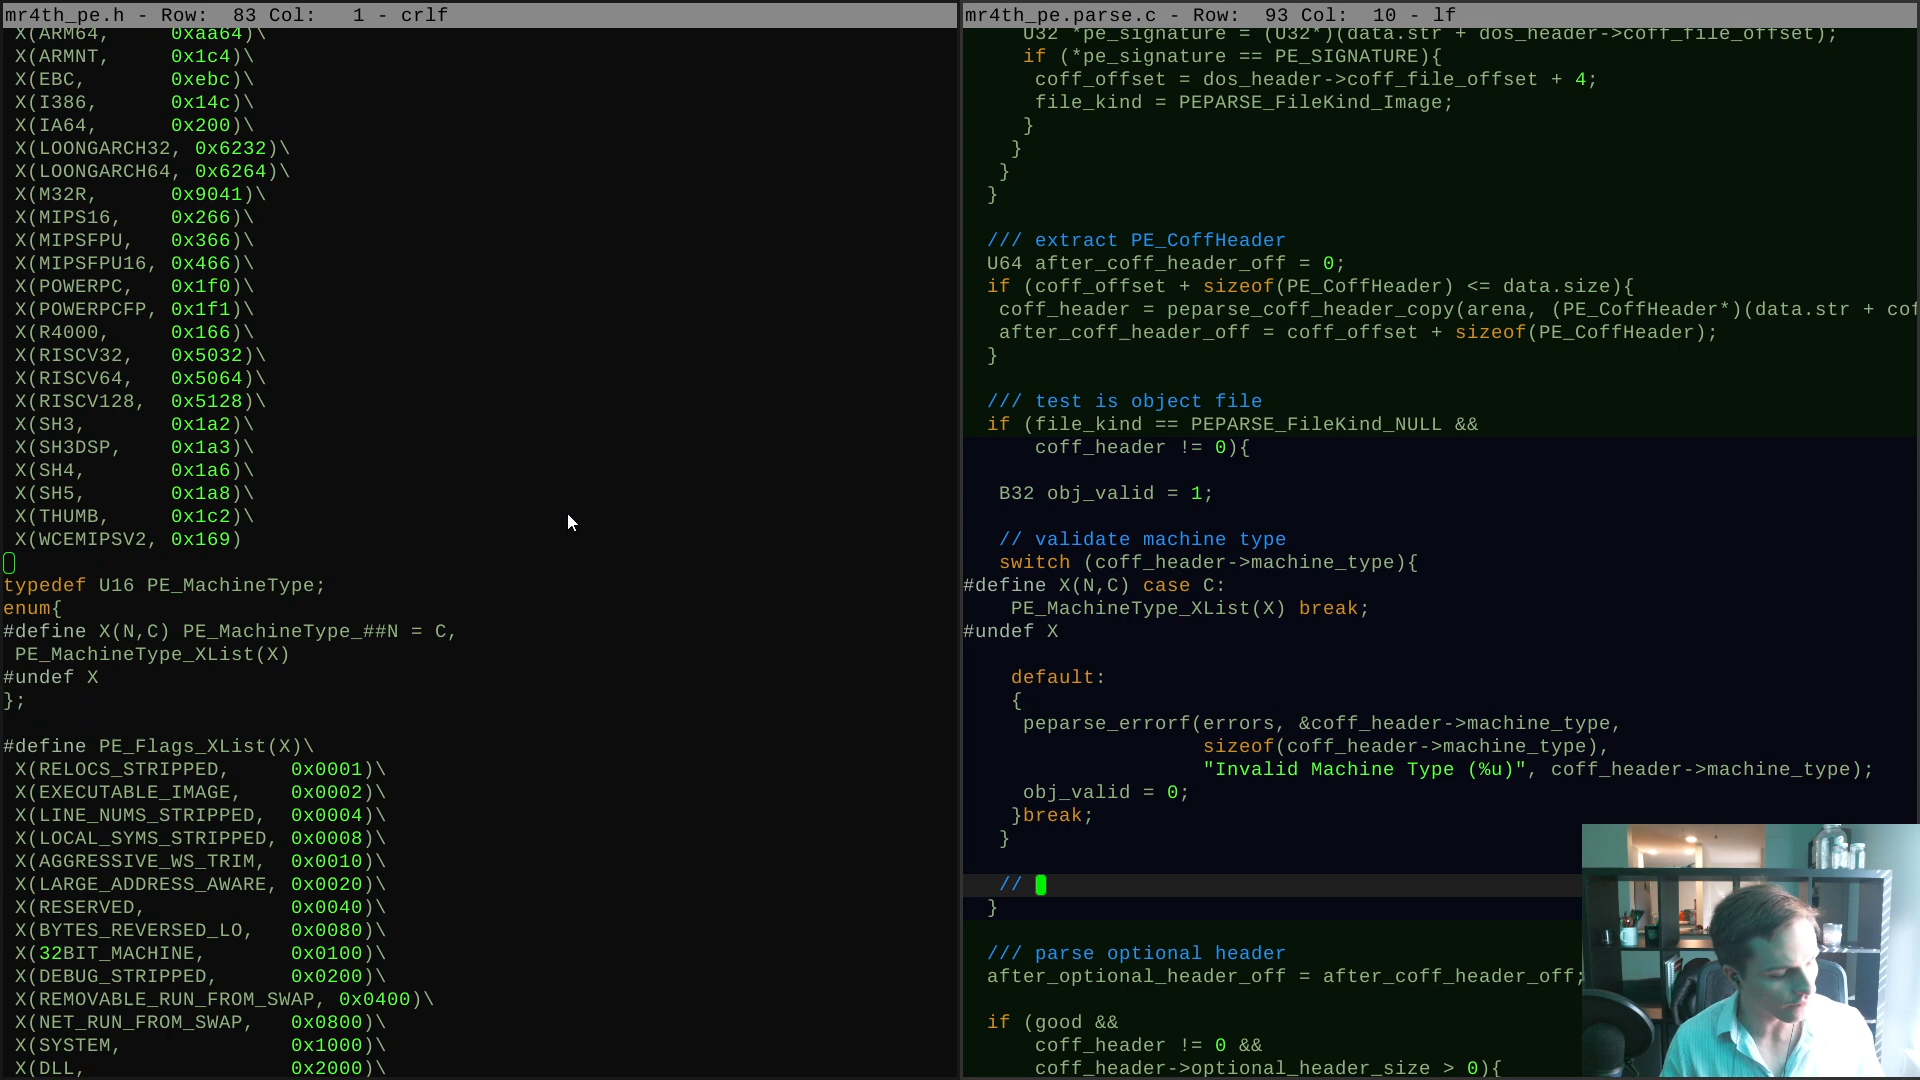 mr4th_pe.h - Row:  83 Col:   1 - crlf
X(ARM64,      0xaa64)\
X(ARMNT,      0x1c4)\
X(EBC,        0xebc)\
X(I386,       0x14c)\
X(IA64,       0x200)\
X(LOONGARCH32, 0x6232)\
X(LOONGARCH64, 0x6264)\
X(M32R,       0x9041)\
X(MIPS16,     0x266)\
X(MIPSFPU,    0x366)\
X(MIPSFPU16,  0x466)\
X(POWERPC,    0x1f0)\
X(POWERPCFP,  0x1f1)\
X(R4000,      0x166)\
X(RISCV32,    0x5032)\
X(RISCV64,    0x5064)\
X(RISCV128,   0x5128)\
X(SH3,        0x1a2)\
X(SH3DSP,     0x1a3)\
X(SH4,        0x1a6)\
X(SH5,        0x1a8)\
X(THUMB,      0x1c2)\
X(WCEMIPSV2,  0x169)
typedef U16 PE_MachineType;
enum{
#define X(N,C) PE_MachineType_##N = C,
PE_MachineType_XList(X)
#undef X
};
#define PE_Flags_XList(X)\
X(RELOCS_STRIPPED,     0x0001)\
X(EXECUTABLE_IMAGE,    0x0002)\
X(LINE_NUMS_STRIPPED,  0x0004)\
X(LOCAL_SYMS_STRIPPED, 0x0008)\
X(AGGRESSIVE_WS_TRIM,  0x0010)\
X(LARGE_ADDRESS_AWARE, 0x0020)\
X(RESERVED,            0x0040)\
X(BYTES_REVERSED_LO,   0x0080)\
X(32BIT_MACHINE,       0x0100)\
X(DEBUG_STRIPPED,      0x0200)\
X(REMOVABLE_RUN_FROM_SWAP, 0x0400)\
X(NET_RUN_FROM_SWAP,   0x0800)\
X(SYSTEM,              0x1000)\
X(DLL,                 0x2000)\
mr4th_pe.parse.c - Row:  93 Col:  10 - lf
U32 *pe_signature = (U32*)(data.str + dos_header->coff_file_offset);
if (*pe_signature == PE_SIGNATURE){
coff_offset = dos_header->coff_file_offset + 4;
file_kind = PEPARSE_FileKind_Image;
}
}
}
}
/// extract PE_CoffHeader
U64 after_coff_header_off = 0;
if (coff_offset + sizeof(PE_CoffHeader) <= data.size){
coff_header = peparse_coff_header_copy(arena, (PE_CoffHeader*)(data.str + cof
after_coff_header_off = coff_offset + sizeof(PE_CoffHeader);
}
/// test is object file
if (file_kind == PEPARSE_FileKind_NULL &&
coff_header != 0){
B32 obj_valid = 1;
// validate machine type
switch (coff_header->machine_type){
#define X(N,C) case C:
PE_MachineType_XList(X) break;
#undef X
default:
{
peparse_errorf(errors, &coff_header->machine_type,
sizeof(coff_header->machine_type),
"Invalid Machine Type (%u)", coff_header->machine_type);
obj_valid = 0;
}break;
}
//
}
/// parse optional header
after_optional_header_off = after_coff_header_off;
if (good &&
coff_header != 0 &&
coff_header->optional_header_size > 0){